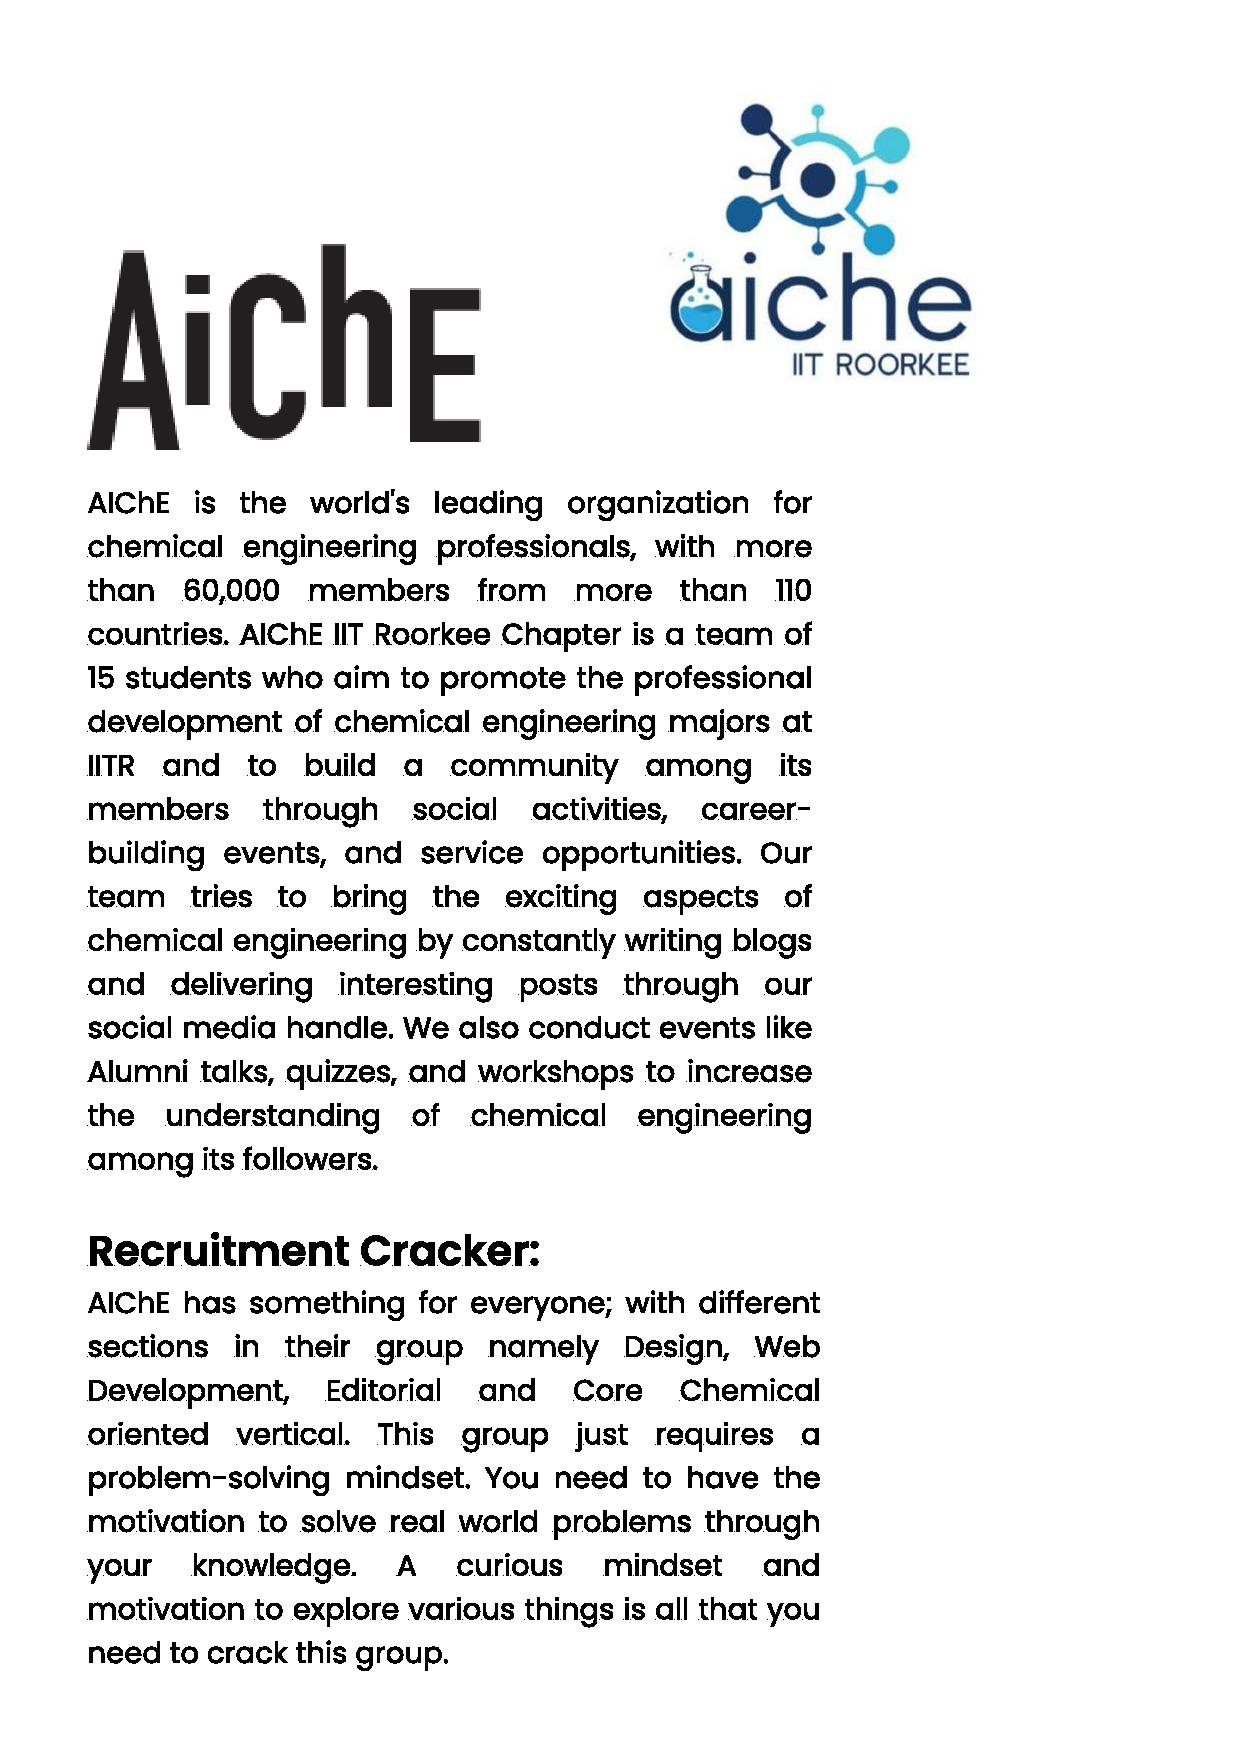 AiChE
aiche
IIT ROORKEE
AIChE is the world's leading organization for
chemical engineering professionals, with more
than 60,000 members from more than 110
countries. AIChE IIT Roorkee Chapter is a team of
15 students who aim to promote the professional
development of chemical engineering majors at
IITR and to build a community among its
members through social activities, career-
building events, and service opportunities. Our
team tries to bring the exciting aspects of
chemical engineering by constantly writing blogs
and delivering interesting posts through our
social media handle. We also conduct events like
Alumni talks, quizzes, and workshops to increase
the understanding of chemical engineering
among its followers.
Recruitment Cracker:
AIChE has something for everyone; with different
sections in their group namely Design, Web
Development, Editorial and Core Chemical
oriented vertical. This group just requires a
problem-solving mindset. You need to have the
motivation to solve real world problems through
your knowledge. A curious mindset and
motivation to explore various things is all that you
need to crack this group.